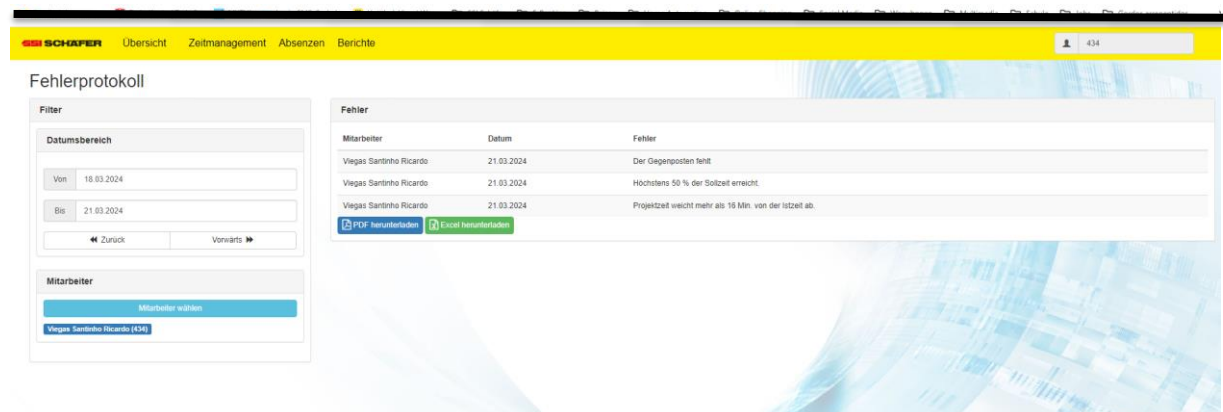 SSI SCHÄFER Übersicht Zeitmanagement Absenzen Berichte 434
Fehlerprotokoll
Filter
Datumsbereich
Von 18.03.2024
Bis 21.03.2024
Zurück Vorwärts
Mitarbeiter
Mitarbeiter wählen
Viegas Santinho Ricardo (434)
Fehler
Mitarbeiter Datum Fehler
Viegas Santinho Ricardo 21.03.2024 Der Gegenposten fehlt
Viegas Santinho Ricardo 21.03.2024 Höchstens 50 % der Sollzeit erreicht.
Viegas Santinho Ricardo 21.03.2024 Projektzeit weicht mehr als 16 Min. von der Istzeit ab.
PDF herunterladen Excel herunterladen